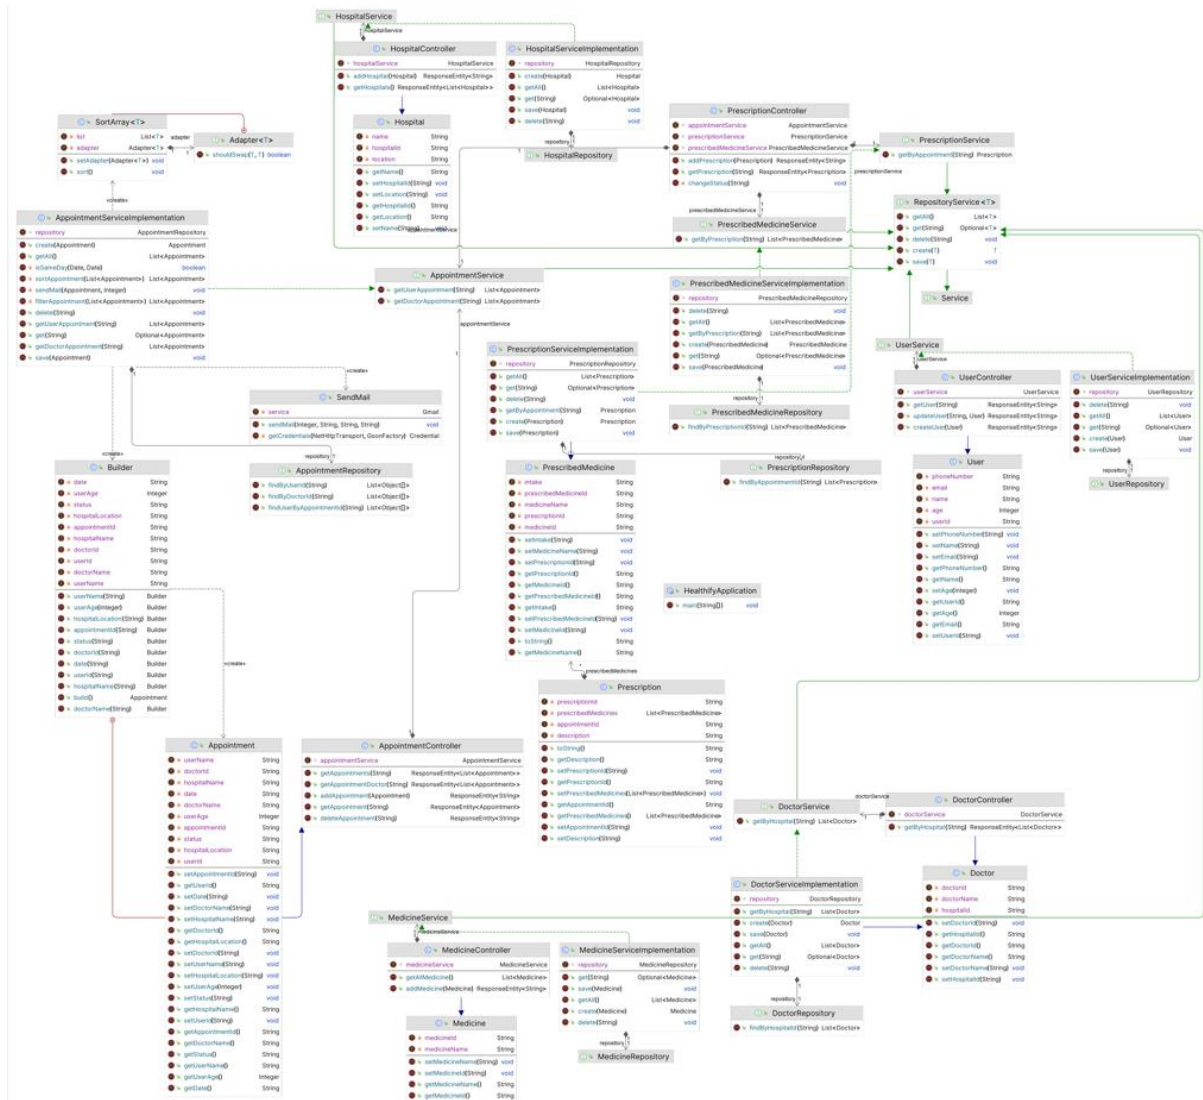 HospitalService
hospitalService
HospitalController
hospitalService HospitalService
addHospital(Hospital) ResponseEntity<String>
getHospitals() ResponseEntity<List<Hospital>>
HospitalServiceImplementation
repository HospitalRepository
create(Hospital) Hospital
getAll() List<Hospital>
get(String) Optional<Hospital>
save(Hospital) void
delete(String) void
repository
HospitalRepository
Hospital
name String
hospitalId String
location String
getName() String
setHospitalId(String) void
setLocation(String) void
getHospitalId() String
getLocation() String
setName(String) void
appointmentService
SortArray<T>
list List<T>
adapter Adapter<T>
setAdapter(Adapter<T>) void
sort() void
adapter
1
Adapter<T>
shouldSwap(T, T) boolean
«create»
PrescriptionController
appointmentService AppointmentService
prescriptionService PrescriptionService
prescribedMedicineService PrescribedMedicineService
addPrescription(Prescription) ResponseEntity<String>
getPrescription(String) ResponseEntity<Prescription>
changeStatus(String) void
prescribedMedicineService
PrescriptionService
getByAppointment(String) Prescription
prescriptionService
PrescribedMedicineService
getByPrescription(String) List<PrescribedMedicine>
RepositoryService<T>
getAll() List<T>
get(String) Optional<T>
delete(String) void
create(T) T
save(T) void
Service
AppointmentServiceImplementation
repository AppointmentRepository
create(Appointment) Appointment
getAll() List<Appointment>
isSameDay(Date, Date) boolean
sortAppointment(List<Appointment>) List<Appointment>
sendMail(Appointment, Integer) void
filterAppointment(List<Appointment>) List<Appointment>
delete(String) void
getUserAppointment(String) List<Appointment>
get(String) Optional<Appointment>
getDoctorAppointment(String) List<Appointment>
save(Appointment) void
AppointmentService
getUserAppointment(String) List<Appointment>
getDoctorAppointment(String) List<Appointment>
appointmentService
PrescribedMedicineServiceImplementation
repository PrescribedMedicineRepository
delete(String) void
getAll() List<PrescribedMedicine>
getByPrescription(String) List<PrescribedMedicine>
create(PrescribedMedicine) PrescribedMedicine
get(String) Optional<PrescribedMedicine>
save(PrescribedMedicine) void
repository
PrescribedMedicineRepository
findByPrescriptionId(String) List<PrescribedMedicine>
PrescriptionServiceImplementation
repository PrescriptionRepository
getAll() List<Prescription>
get(String) Optional<Prescription>
delete(String) void
getByAppointment(String) Prescription
create(Prescription) Prescription
save(Prescription) void
repository
PrescriptionRepository
findByAppointmentId(String) List<Prescription>
UserService
userService
UserController
userService UserService
getUser(String) ResponseEntity<String>
updateUser(String, User) ResponseEntity<String>
createUser(User) ResponseEntity<String>
UserServiceImplementation
repository UserRepository
delete(String) void
getAll() List<User>
get(String) Optional<User>
create(User) User
save(User) void
repository
UserRepository
User
phoneNumber String
email String
name String
age Integer
userId String
setPhoneNumber(String) void
setName(String) void
setEmail(String) void
getPhoneNumber() String
getName() String
setAge(Integer) void
getUserId() String
getAge() Integer
getEmail() String
setUserId(String) void
«create»
SendMail
service Gmail
sendMail(Integer, String, String, String) void
getCredentials(NetHttpTransport, GsonFactory) Credential
«create»
repository
AppointmentRepository
findByUserId(String) List<Object[]>
findByDoctorId(String) List<Object[]>
findUserByAppointmentId(String) List<Object[]>
Builder
date String
userAge Integer
status String
hospitalLocation String
appointmentId String
hospitalName String
doctorId String
userId String
doctorName String
userName String
userName(String) Builder
userAge(Integer) Builder
hospitalLocation(String) Builder
appointmentId(String) Builder
status(String) Builder
doctorId(String) Builder
date(String) Builder
userId(String) Builder
hospitalName(String) Builder
build() Appointment
doctorName(String) Builder
«create»
PrescribedMedicine
intake String
prescribedMedicineId String
medicineName String
prescriptionId String
medicineId String
setIntake(String) void
setMedicineName(String) void
setPrescriptionId(String) void
getPrescriptionId() String
getMedicineId() String
getPrescribedMedicineId() String
getIntake() String
setPrescribedMedicineId(String) void
setMedicineId(String) void
toString() String
getMedicineName() String
prescribedMedicines
HealthifyApplication
main(String[]) void
Prescription
prescriptionId String
prescribedMedicines List<PrescribedMedicine>
appointmentId String
description String
toString() String
getDescription() String
setPrescriptionId(String) void
getPrescriptionId() String
setPrescribedMedicines(List<PrescribedMedicine>) void
getAppointmentId() String
getPrescribedMedicines() List<PrescribedMedicine>
setAppointmentId(String) void
setDescription(String) void
Appointment
userName String
doctorId String
hospitalName String
date String
doctorName String
userAge Integer
appointmentId String
status String
hospitalLocation String
userId String
setAppointmentId(String) void
getUserId() String
setDate(String) void
setDoctorName(String) void
setHospitalName(String) void
getDoctorId() String
getHospitalLocation() String
setDoctorId(String) void
setUserName(String) void
setHospitalLocation(String) void
setUserAge(Integer) void
setStatus(String) void
getHospitalName() String
setUserId(String) void
getAppointmentId() String
getDoctorName() String
getStatus() String
getUserName() String
getUserAge() Integer
getDate() String
AppointmentController
appointmentService AppointmentService
getAppointments(String) ResponseEntity<List<Appointment>>
getAppointmentDoctor(String) ResponseEntity<List<Appointment>>
addAppointment(Appointment) ResponseEntity<String>
getAppointment(String) ResponseEntity<Appointment>
deleteAppointment(String) ResponseEntity<String>
DoctorService
getByHospital(String) List<Doctor>
doctorService
DoctorController
doctorService DoctorService
getByHospital(String) ResponseEntity<List<Doctor>>
DoctorServiceImplementation
repository DoctorRepository
getByHospital(String) List<Doctor>
create(Doctor) Doctor
save(Doctor) void
getAll() List<Doctor>
get(String) Optional<Doctor>
delete(String) void
repository
DoctorRepository
findByHospitalId(String) List<Doctor>
Doctor
doctorId String
doctorName String
hospitalId String
setDoctorId(String) void
getHospitalId() String
getDoctorId() String
getDoctorName() String
setDoctorName(String) void
setHospitalId(String) void
MedicineService
medicineService
MedicineController
medicineService MedicineService
getAllMedicine() List<Medicine>
addMedicine(Medicine) ResponseEntity<String>
MedicineServiceImplementation
repository MedicineRepository
get(String) Optional<Medicine>
save(Medicine) void
getAll() List<Medicine>
create(Medicine) Medicine
delete(String) void
repository
MedicineRepository
Medicine
medicineId String
medicineName String
setMedicineName(String) void
setMedicineId(String) void
getMedicineName() String
getMedicineId() String